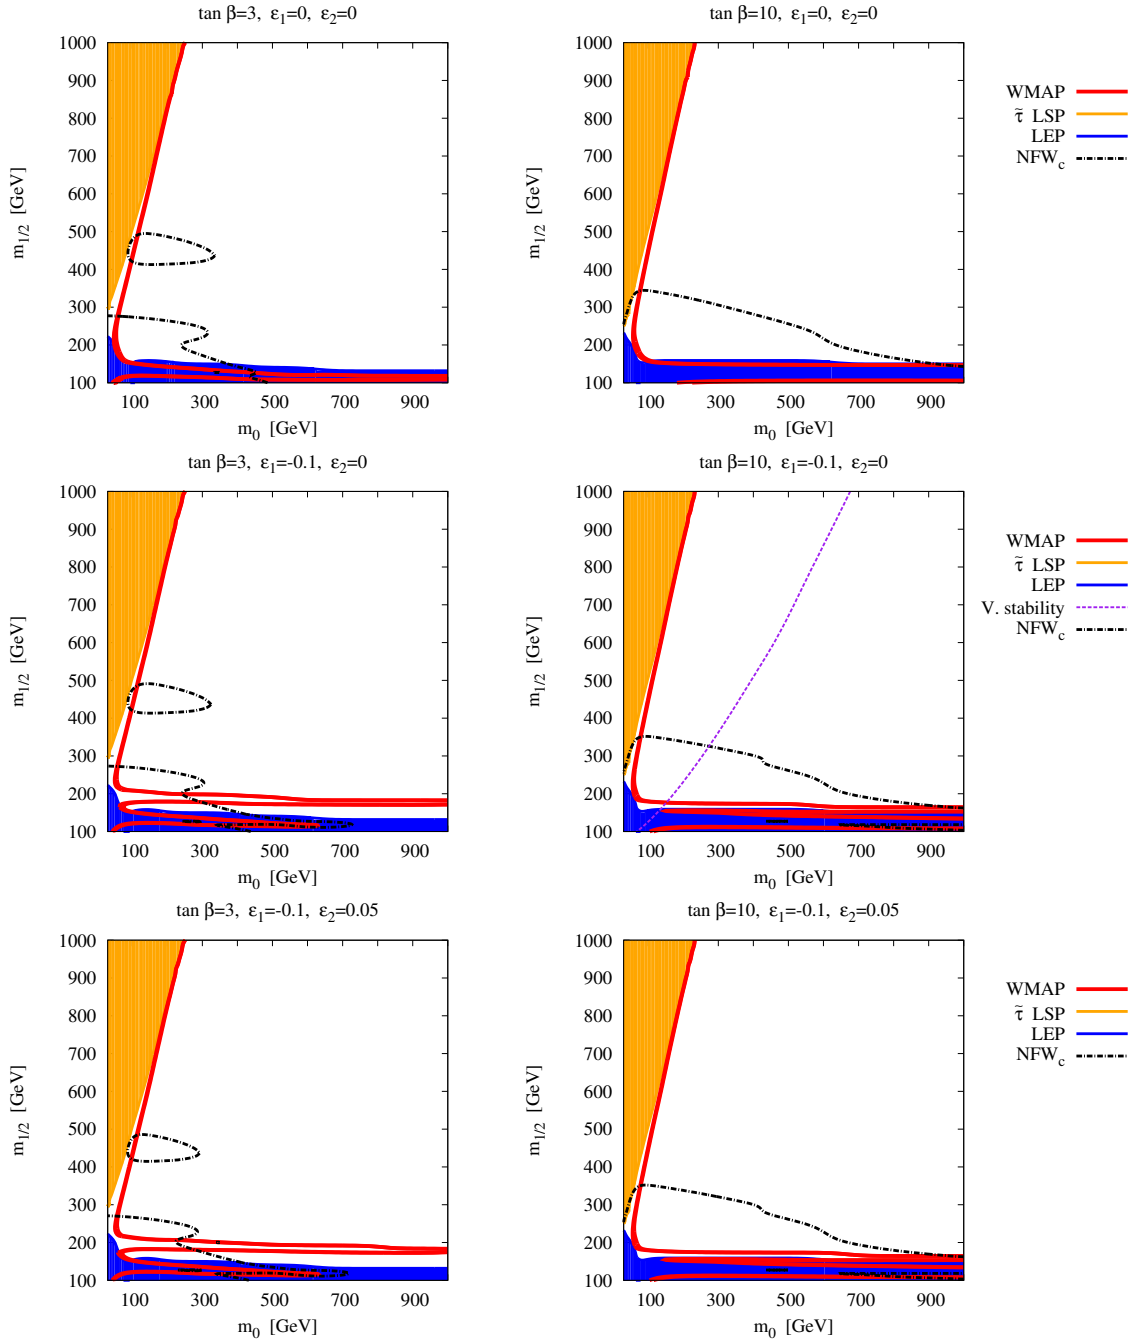 tan β=3, ε₁=0, ε₂=0
1000
900
800
700
600
500
400
300
200
100
m₁/₂ [GeV]
100 300 500 700 900
m₀ [GeV]
tan β=10, ε₁=0, ε₂=0
1000
900
800
700
600
500
400
300
200
100
m₁/₂ [GeV]
100 300 500 700 900
m₀ [GeV]
WMAP
τ̃ LSP
LEP
NFW_c
tan β=3, ε₁=-0.1, ε₂=0
1000
900
800
700
600
500
400
300
200
100
m₁/₂ [GeV]
100 300 500 700 900
m₀ [GeV]
tan β=10, ε₁=-0.1, ε₂=0
1000
900
800
700
600
500
400
300
200
100
m₁/₂ [GeV]
100 300 500 700 900
m₀ [GeV]
WMAP
τ̃ LSP
LEP
V. stability
NFW_c
tan β=3, ε₁=-0.1, ε₂=0.05
1000
900
800
700
600
500
400
300
200
100
m₁/₂ [GeV]
100 300 500 700 900
m₀ [GeV]
tan β=10, ε₁=-0.1, ε₂=0.05
1000
900
800
700
600
500
400
300
200
100
m₁/₂ [GeV]
100 300 500 700 900
m₀ [GeV]
WMAP
τ̃ LSP
LEP
NFW_c